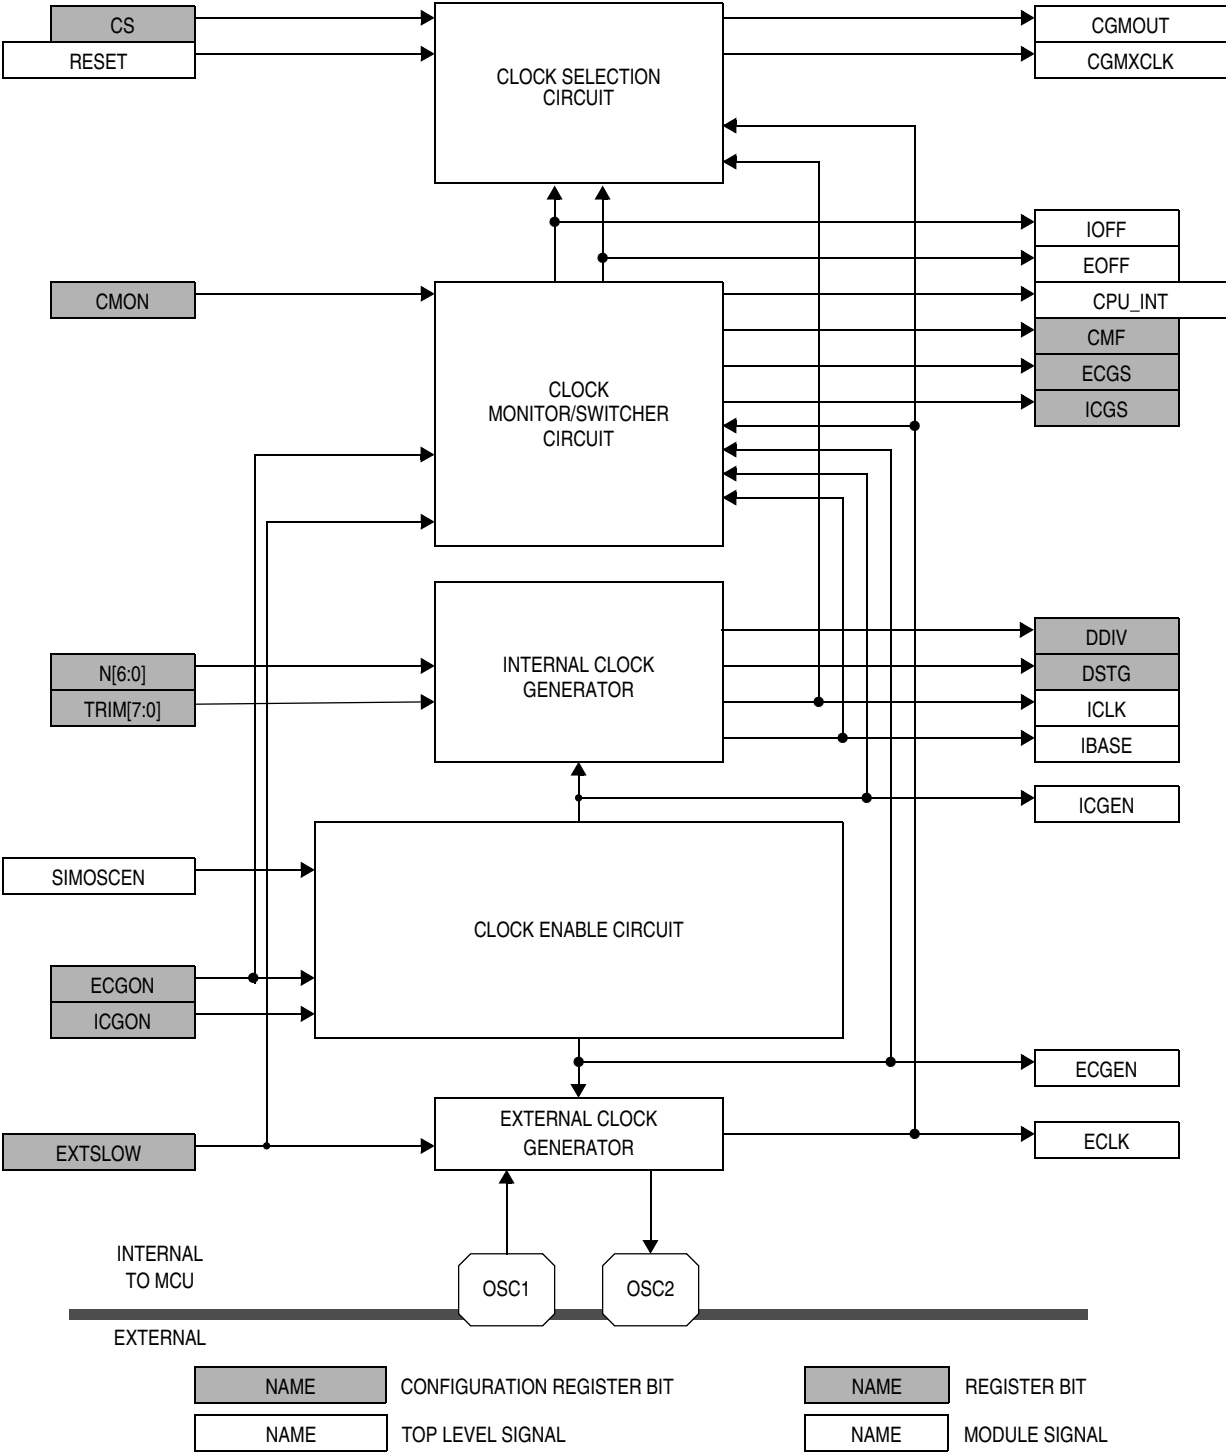 CS
RESET
CLOCK SELECTION
CIRCUIT
CGMOUT
CGMXCLK
IOFF
EOFF
CMON
CPU_INT
CMF
ECGS
ICGS
CLOCK
MONITOR/SWITCHER
CIRCUIT
N[6:0]
TRIM[7:0]
INTERNAL CLOCK
GENERATOR
DDIV
DSTG
ICLK
IBASE
ICGEN
SIMOSCEN
CLOCK ENABLE CIRCUIT
ECGON
ICGON
ECGEN
EXTSLOW
EXTERNAL CLOCK
GENERATOR
ECLK
INTERNAL
TO MCU
OSC1
OSC2
EXTERNAL
NAME CONFIGURATION REGISTER BIT
NAME REGISTER BIT
NAME TOP LEVEL SIGNAL
NAME MODULE SIGNAL